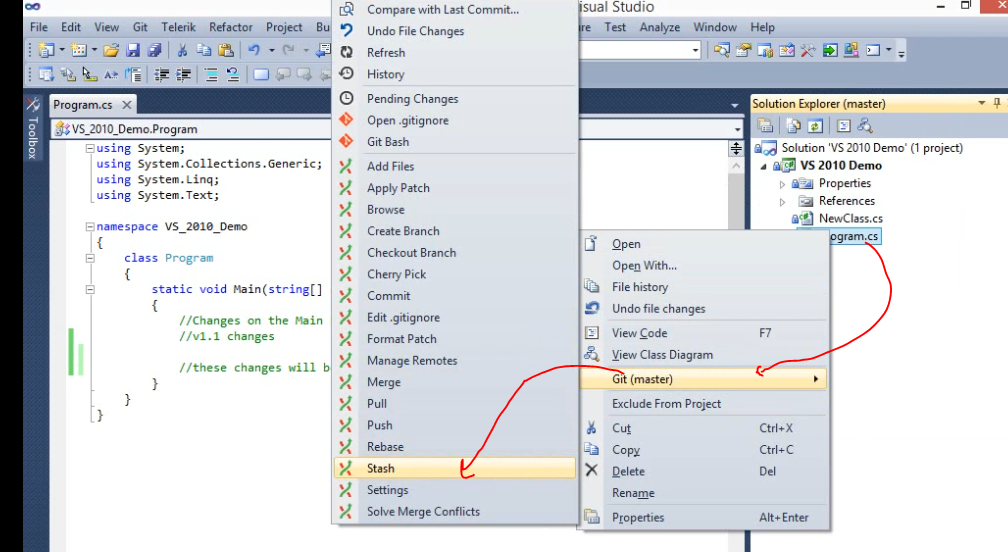 isual Studio
File Edit View Git Telerik Refactor Project Bu
re Test Analyze Window Help
Toolbox
Program.cs
VS_2010_Demo.Program
using System;
using System.Collections.Generic;
using System.Linq;
using System.Text;
namespace VS_2010_Demo
{
class Program
{
static void Main(string[]
{
//Changes on the Main
//v1.1 changes
//these changes will b
}
}
}
Compare with Last Commit...
Undo File Changes
Refresh
History
Pending Changes
Open .gitignore
Git Bash
Add Files
Apply Patch
Browse
Create Branch
Checkout Branch
Cherry Pick
Commit
Edit .gitignore
Format Patch
Manage Remotes
Merge
Pull
Push
Rebase
Stash
Settings
Solve Merge Conflicts
Open
Open With...
File history
Undo file changes
View Code F7
View Class Diagram
Git (master)
Exclude From Project
Cut Ctrl+X
Copy Ctrl+C
Delete Del
Rename
Properties Alt+Enter
Solution Explorer (master)
Solution 'VS 2010 Demo' (1 project)
VS 2010 Demo
Properties
References
NewClass.cs
ogram.cs